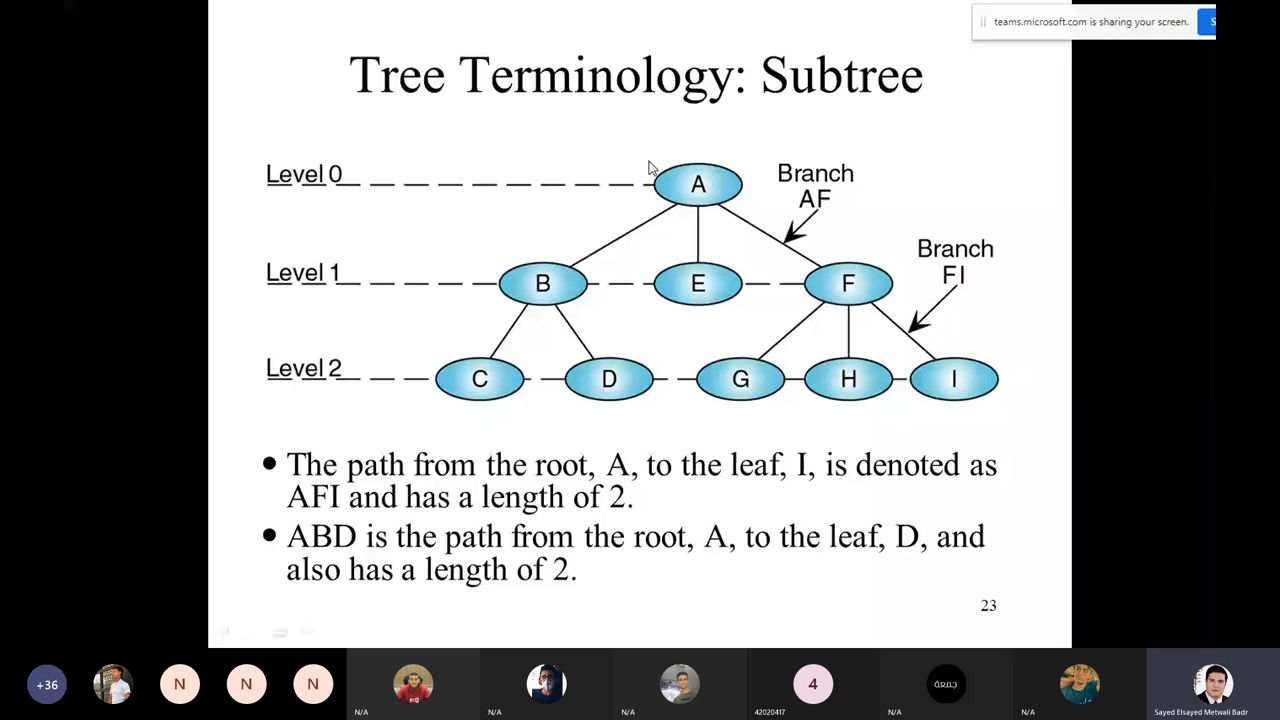 teams.microsoft.com is sharing your screen.
S
Tree Terminology: Subtree
Level 0
A
Branch
AF
Level 1
B
E
F
Branch
FI
Level 2
C
D
G
H
I
• The path from the root, A, to the leaf, I, is denoted as
AFI and has a length of 2.
• ABD is the path from the root, A, to the leaf, D, and
also has a length of 2.
23
+36
N
N
N
4
جمعة
N/A
N/A
N/A
42020417
N/A
N/A
Sayed Elsayed Metwali Badr